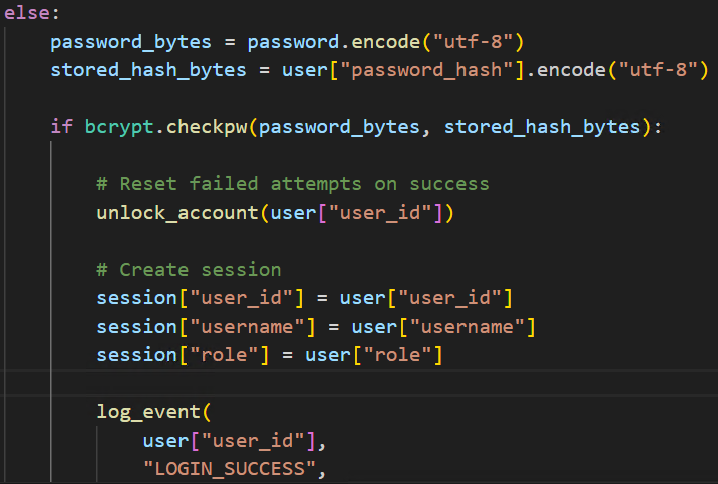 else:
password_bytes = password.encode("utf-8")
stored_hash_bytes = user["password_hash"].encode("utf-8")
if bcrypt.checkpw(password_bytes, stored_hash_bytes):
# Reset failed attempts on success
unlock_account(user["user_id"])
# Create session
session["user_id"] = user["user_id"]
session["username"] = user["username"]
session["role"] = user["role"]
log_event(
user["user_id"],
"LOGIN_SUCCESS",